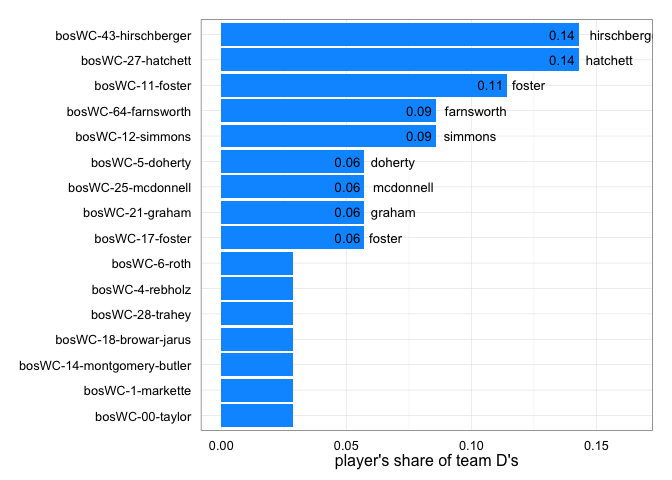 bosWC-43-hirschberger 0.14 hirschberg
bosWC-27-hatchett 0.14 hatchett
bosWC-11-foster 0.11 foster
bosWC-64-farnsworth 0.09 farnsworth
bosWC-12-simmons 0.09 simmons
bosWC-5-doherty 0.06 doherty
bosWC-25-mcdonnell 0.06 mcdonnell
bosWC-21-graham 0.06 graham
bosWC-17-foster 0.06 foster
bosWC-6-roth
bosWC-4-rebholz
bosWC-28-trahey
bosWC-18-browar-jarus
bosWC-14-montgomery-butler
bosWC-1-markette
bosWC-00-taylor
0.00 0.05 0.10 0.15
player's share of team D's